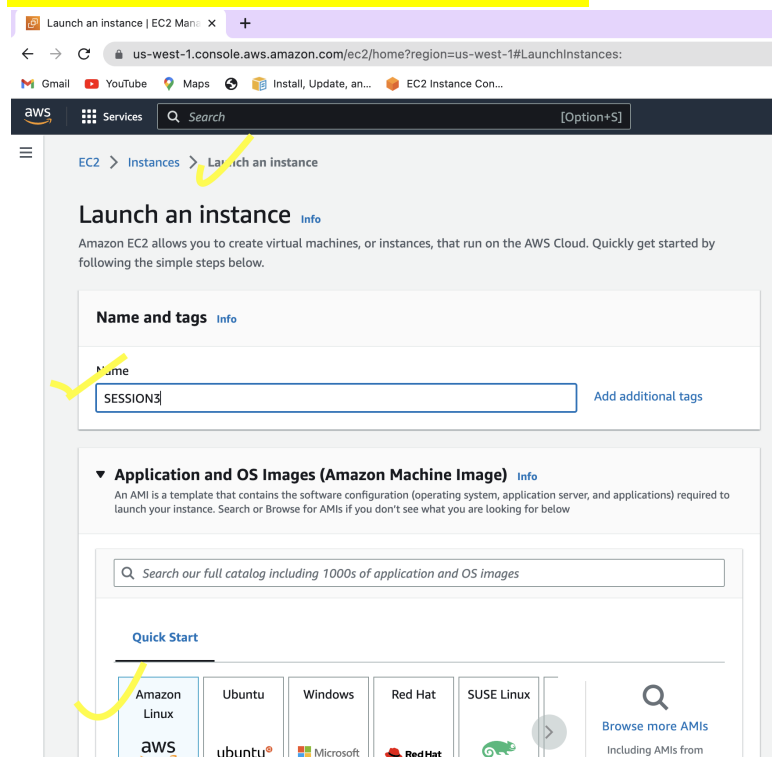 Launch an instance | EC2 Mana
us-west-1.console.aws.amazon.com/ec2/home?region=us-west-1#LaunchInstances:
Gmail YouTube Maps Install, Update, an... EC2 Instance Con...
aws Services Search [Option+S]
EC2 > Instances > Launch an instance
Launch an instance Info
Amazon EC2 allows you to create virtual machines, or instances, that run on the AWS Cloud. Quickly get started by
following the simple steps below.
Name and tags Info
Name
SESSION3 Add additional tags
Application and OS Images (Amazon Machine Image) Info
An AMI is a template that contains the software configuration (operating system, application server, and applications) required to
launch your instance. Search or Browse for AMIs if you don't see what you are looking for below
Search our full catalog including 1000s of application and OS images
Quick Start
Amazon
Linux
Ubuntu Windows Red Hat SUSE Linux
aws ubuntu® Microsoft Red Hat
Browse more AMIs
Including AMIs from